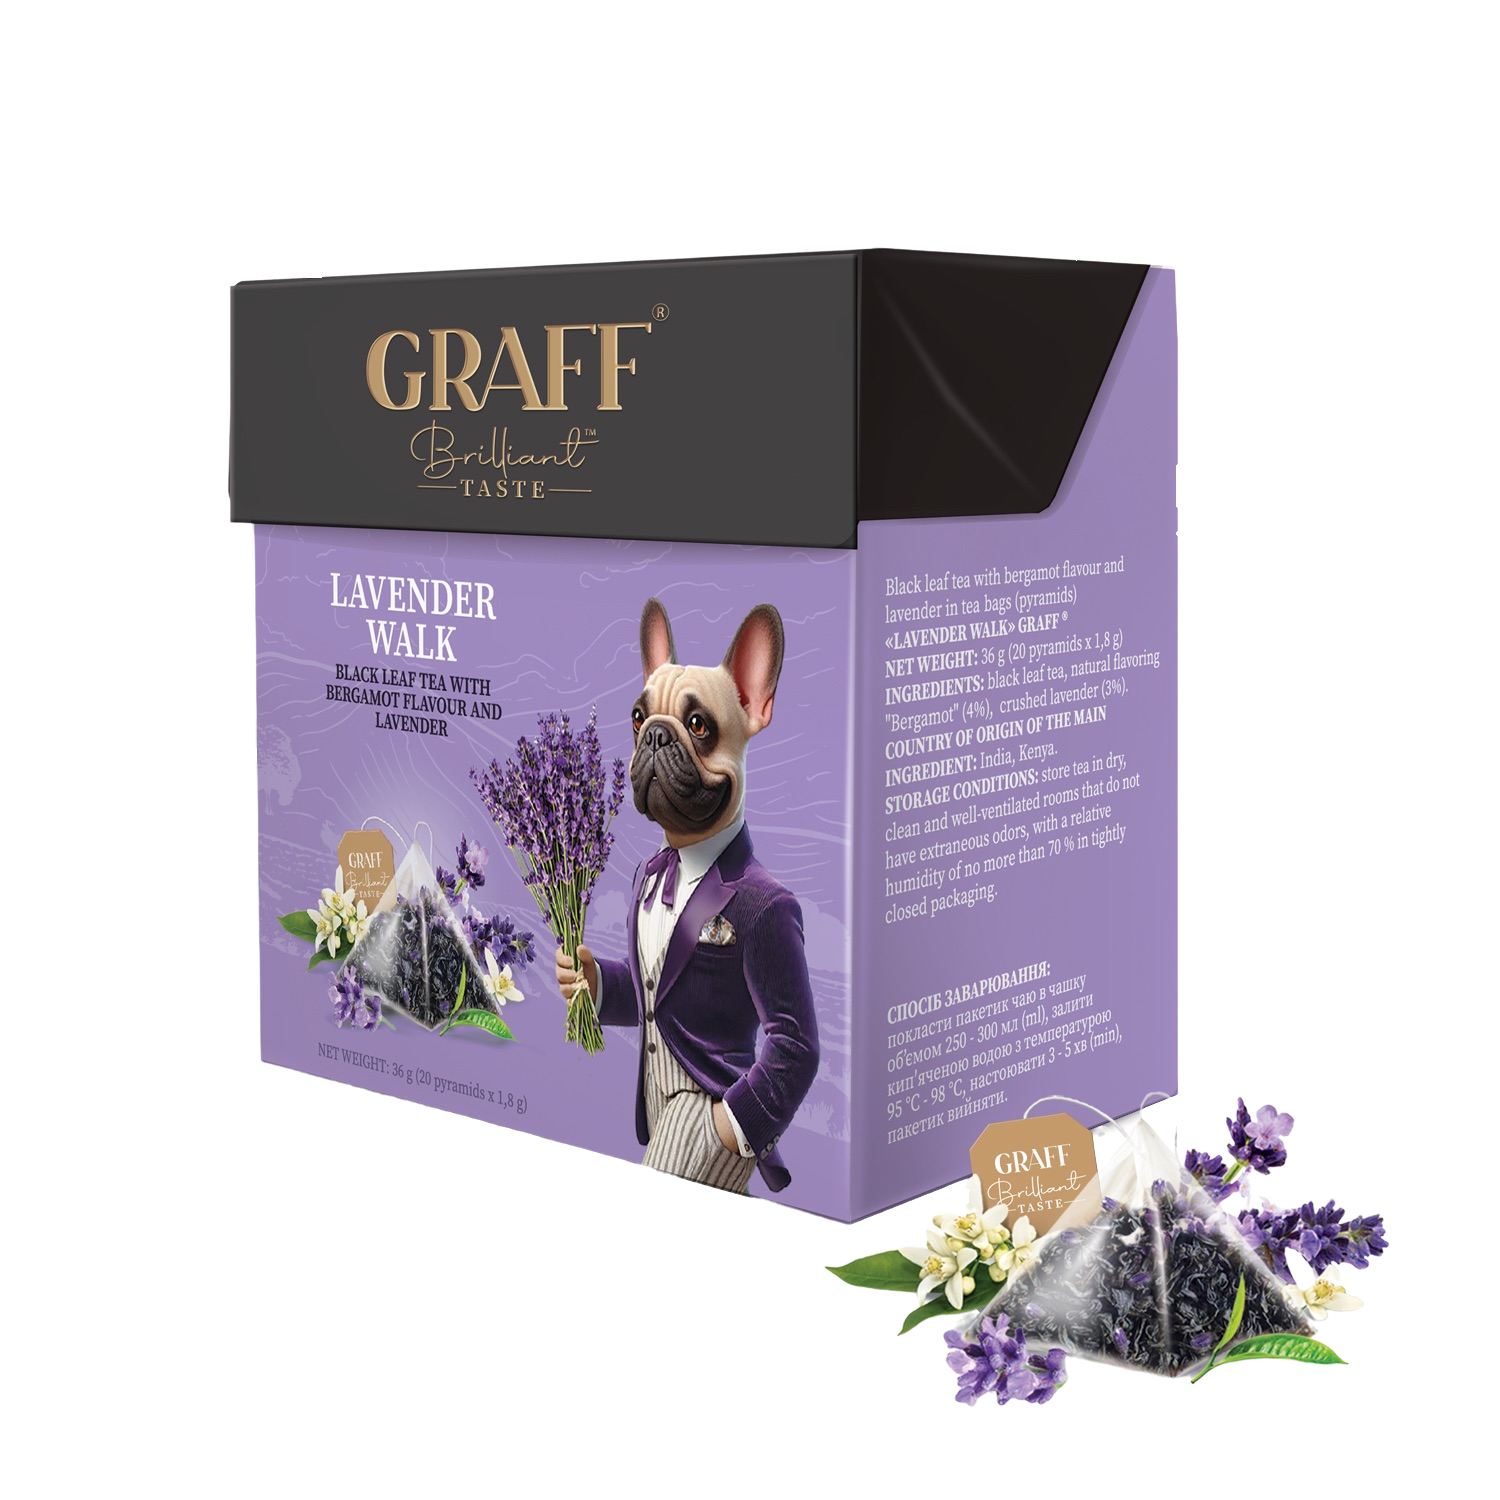 GRAFF®
Brilliant™
TASTE
LAVENDER
WALK
BLACK LEAF TEA WITH
BERGAMOT FLAVOUR AND
LAVENDER
GRAFF
Brilliant
TASTE
NET WEIGHT: 36 g (20 pyramids x 1,8 g)
Black leaf tea with bergamot flavour and
lavender in tea bags (pyramids)
«LAVENDER WALK» GRAFF ®
NET WEIGHT: 36 g (20 pyramids x 1,8 g)
INGREDIENTS: black leaf tea, natural flavoring
"Bergamot" (4%), crushed lavender (3%).
COUNTRY OF ORIGIN OF THE MAIN
INGREDIENT: India, Kenya.
STORAGE CONDITIONS: store tea in dry,
clean and well-ventilated rooms that do not
have extraneous odors, with a relative
humidity of no more than 70 % in tightly
closed packaging.
СПОСІБ ЗАВАРЮВАННЯ:
покласти пакетик чаю в чашку
об'ємом 250 - 300 мл (ml), залити
кип'яченою водою з температурою
95 °C - 98 °C, настоювати 3 - 5 хв (min),
пакетик вийняти.
GRAFF
Brilliant
TASTE